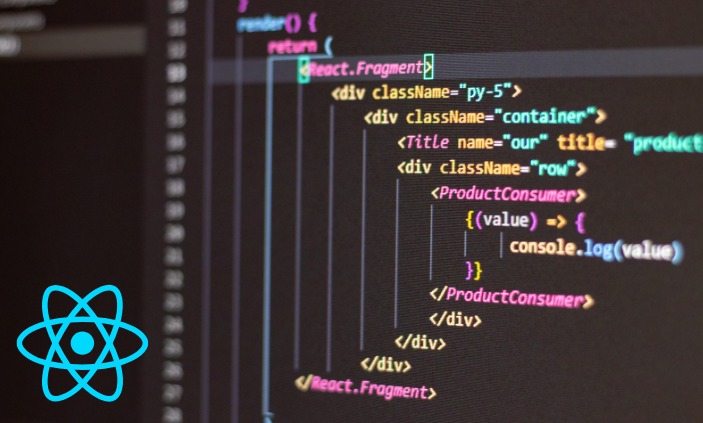 }
render() {
return (
<React.Fragment>
<div className="py-5">
<div className="container">
<Title name="our" title= "product
<div className="row">
<ProductConsumer>
{(value) => {
console.log(value)
}}
</ProductConsumer>
</div>
</div>
</div>
</React.Fragment>